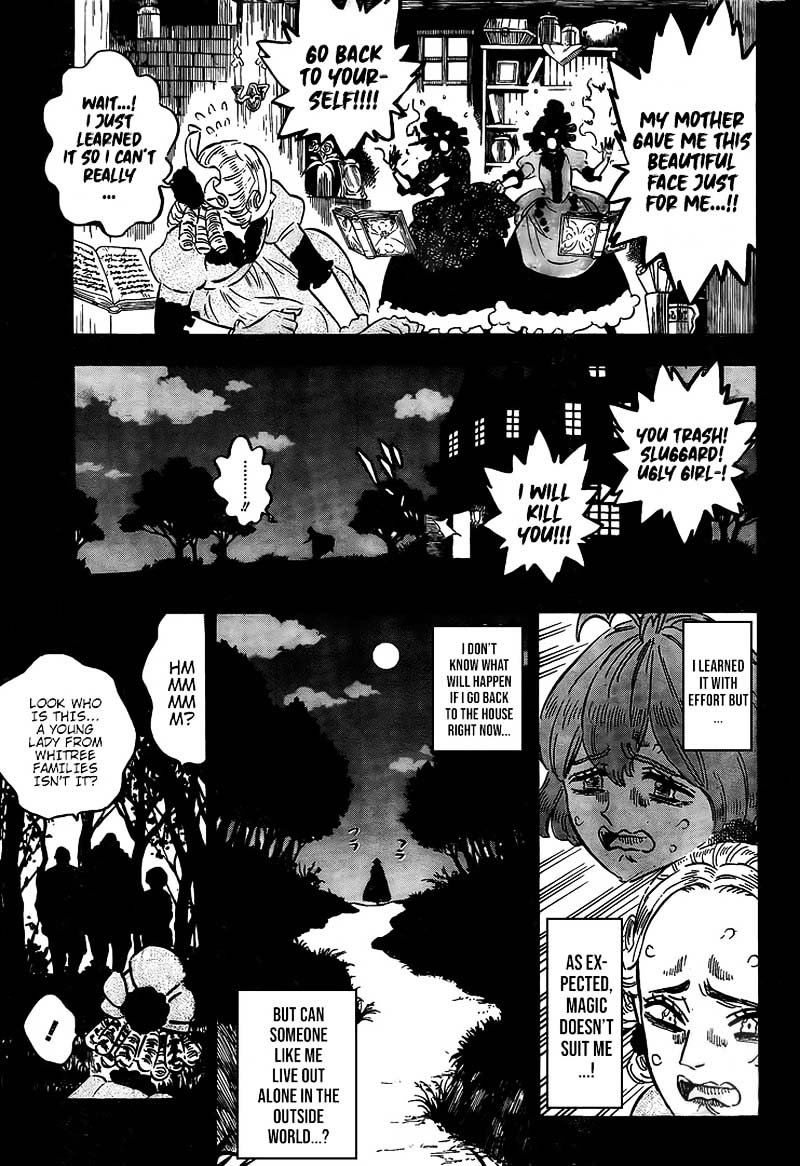 MY MOTHER
GAVE ME THIS
BEAUTIFUL
FACE JUST
FOR ME...!!
GO BACK
TO YOUR-
SELF!!!!
WAIT...!
I JUST
LEARNED
IT SO I CAN'T
REALLY
...
YOU TRASH!
SLUGGARD!
UGLY GIRL-!
I WILL
KILL
YOU!!!
...!!
I LEARNED
IT WITH
EFFORT BUT
...
AS EX-
PECTED,
MAGIC
DOESN'T
SUIT ME
...!
I DON'T
KNOW WHAT
WILL HAPPEN
IF I GO BACK
TO THE HOUSE
RIGHT NOW...
フラ
フラ
BUT CAN
SOMEONE
LIKE ME
LIVE OUT
ALONE IN THE
OUTSIDE
WORLD...?
HM
MM
MM
M?
LOOK WHO
IS THIS...
A YOUNG
LADY FROM
WHITREE
FAMILIES
ISN'T IT?